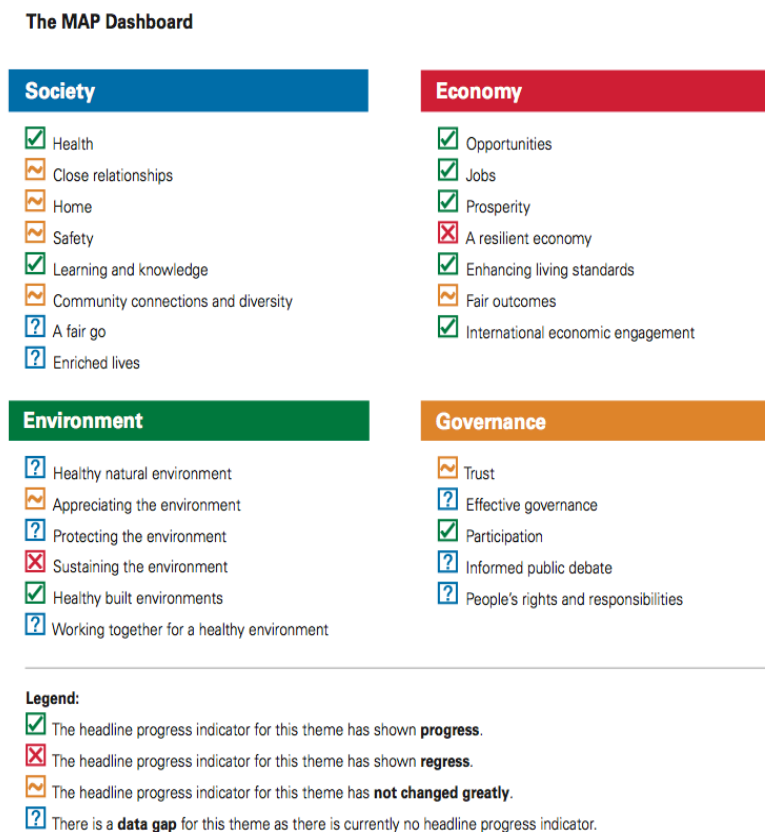 The MAP Dashboard
Society
Health
Close relationships
Home
Safety
Learning and knowledge
Community connections and diversity
A fair go
Enriched lives
Economy
Opportunities
Jobs
Prosperity
A resilient economy
Enhancing living standards
Fair outcomes
International economic engagement
Environment
Healthy natural environment
Appreciating the environment
Protecting the environment
Sustaining the environment
Healthy built environments
Working together for a healthy environment
Governance
Trust
Effective governance
Participation
Informed public debate
People's rights and responsibilities
Legend:
The headline progress indicator for this theme has shown progress.
The headline progress indicator for this theme has shown regress.
The headline progress indicator for this theme has not changed greatly.
There is a data gap for this theme as there is currently no headline progress indicator.